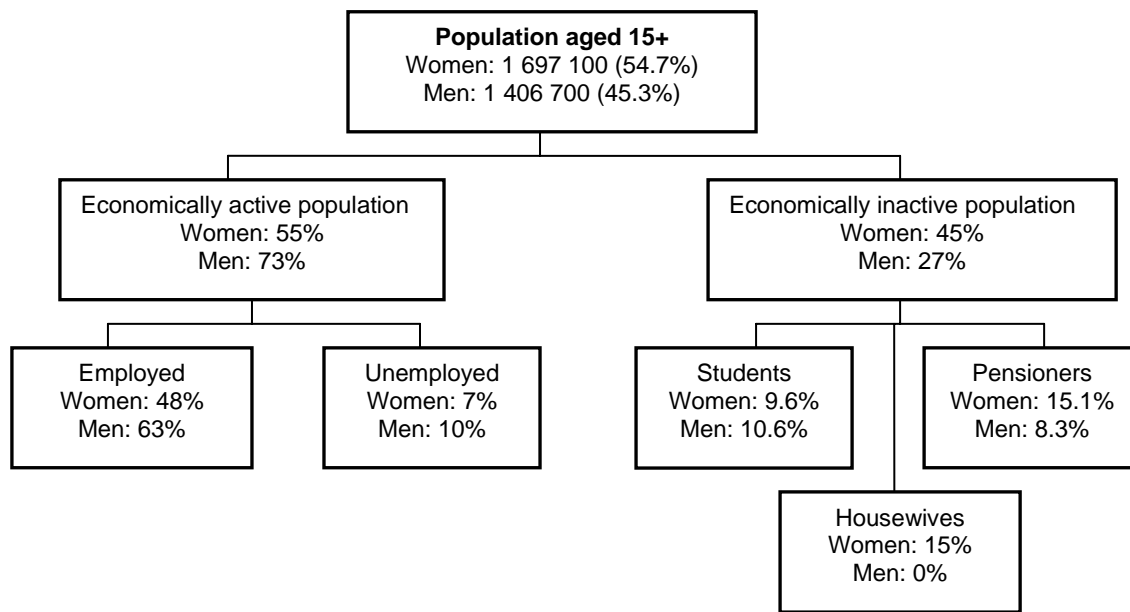 Population aged 15+
Women: 1 697 100 (54.7%)
Men: 1 406 700 (45.3%)
Economically active population
Women: 55%
Men: 73%
Economically inactive population
Women: 45%
Men: 27%
Employed
Women: 48%
Men: 63%
Unemployed
Women: 7%
Men: 10%
Students
Women: 9.6%
Men: 10.6%
Pensioners
Women: 15.1%
Men: 8.3%
Housewives
Women: 15%
Men: 0%